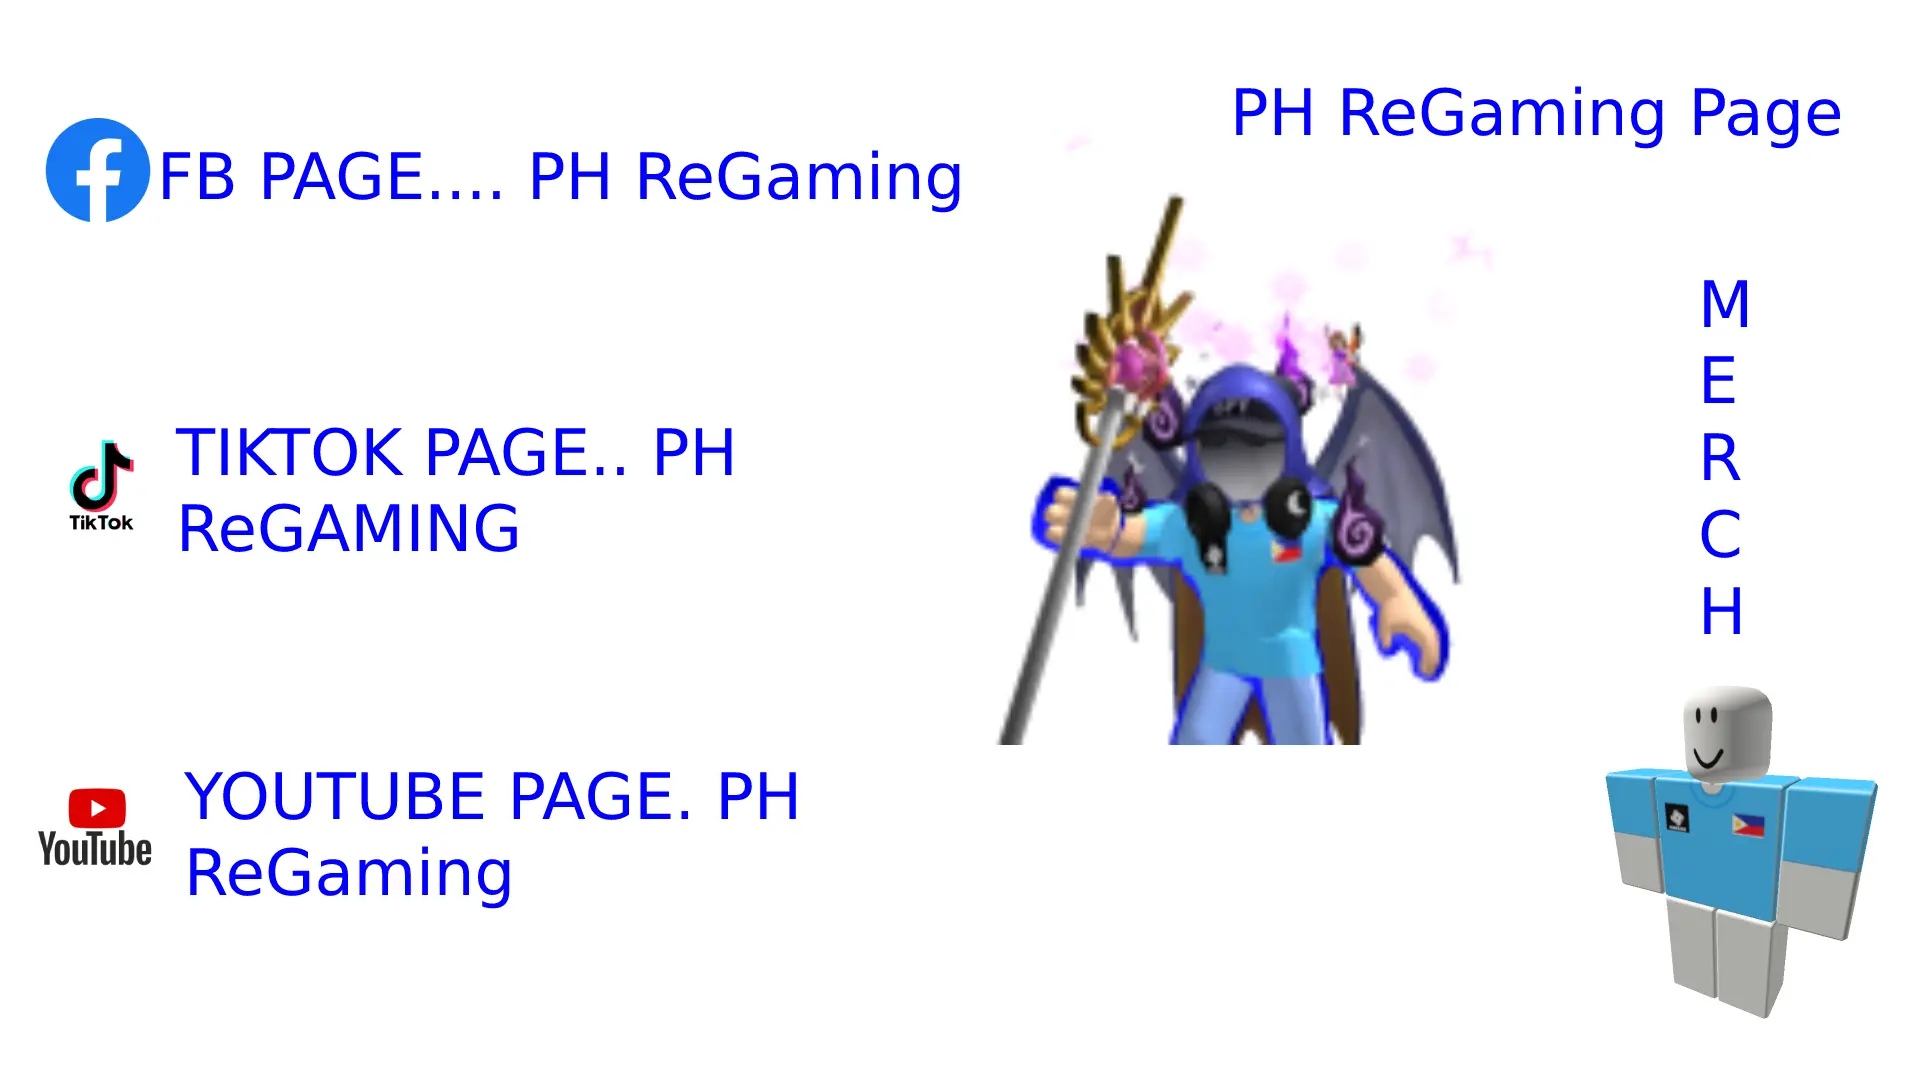 PH ReGaming Page
FB PAGE.... PH ReGaming
TIKTOK PAGE.. PH
ReGAMING
TikTok
YOUTUBE PAGE. PH
ReGaming
YouTube
M
E
R
C
H